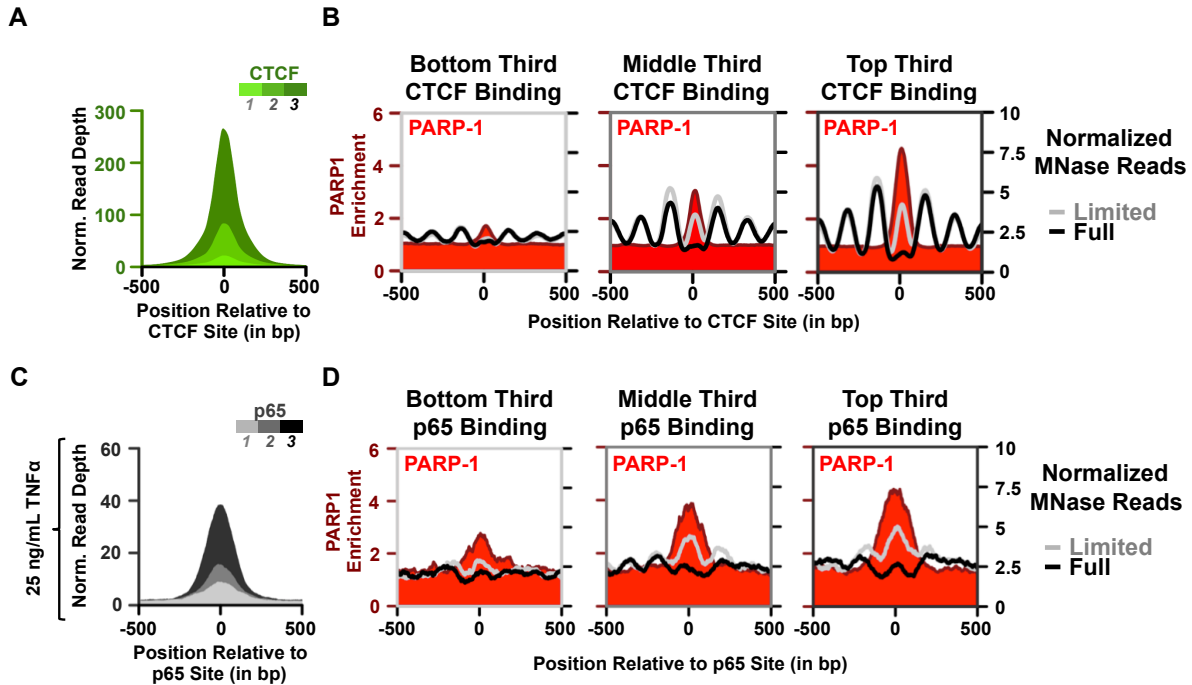 A
CTCF
1 2 3
Norm. Read Depth
300
200
100
0
-500 0 500
Position Relative to
CTCF Site (in bp)
B
Bottom Third
CTCF Binding
Middle Third
CTCF Binding
Top Third
CTCF Binding
PARP1
Enrichment
6
4
2
0
PARP-1
PARP-1
PARP-1
10
7.5
5
2.5
0
-500 0 500
-500 0 500
-500 0 500
Position Relative to CTCF Site (in bp)
Normalized
MNase Reads
Limited
Full
C
25 ng/mL TNFα
p65
1 2 3
Norm. Read Depth
60
40
20
0
-500 0 500
Position Relative to
p65 Site (in bp)
D
Bottom Third
p65 Binding
Middle Third
p65 Binding
Top Third
p65 Binding
PARP1
Enrichment
6
4
2
0
PARP-1
PARP-1
PARP-1
10
7.5
5
2.5
0
-500 0 500
-500 0 500
-500 0 500
Position Relative to p65 Site (in bp)
Normalized
MNase Reads
Limited
Full